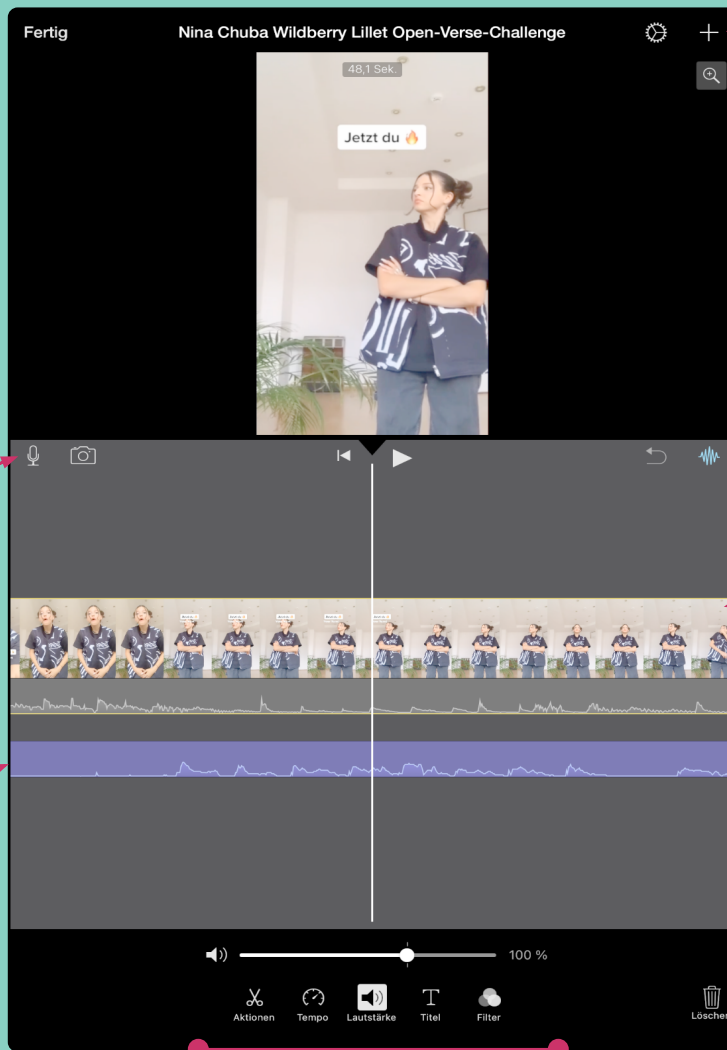 Fertig
Nina Chuba Wildberry Lillet Open-Verse-Challenge
48,1 Sek.
Jetzt du 🔥
100 %
Aktionen
Tempo
Lautstärke
Titel
Filter
Löschen